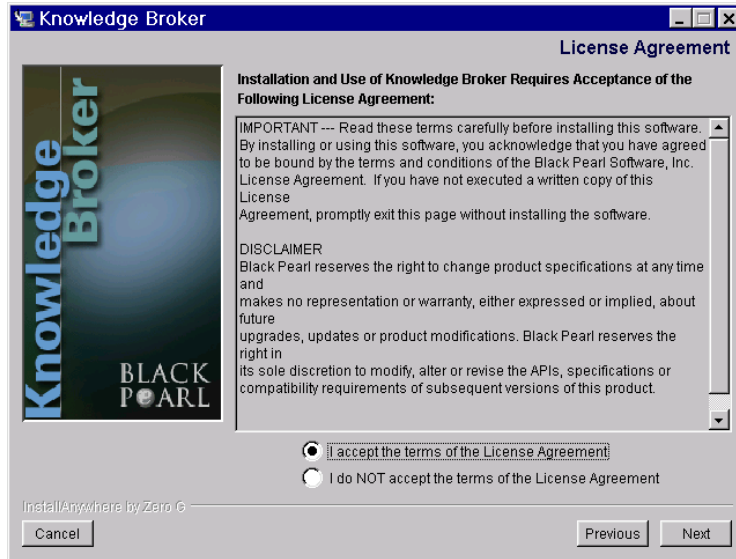 Knowledge Broker
License Agreement
Knowledge
Broker
BLACK
PEARL
Installation and Use of Knowledge Broker Requires Acceptance of the
Following License Agreement:
IMPORTANT --- Read these terms carefully before installing this software.
By installing or using this software, you acknowledge that you have agreed
to be bound by the terms and conditions of the Black Pearl Software, Inc.
License Agreement.  If you have not executed a written copy of this
License
Agreement, promptly exit this page without installing the software.
DISCLAIMER
Black Pearl reserves the right to change product specifications at any time
and
makes no representation or warranty, either expressed or implied, about
future
upgrades, updates or product modifications. Black Pearl reserves the
right in
its sole discretion to modify, alter or revise the APIs, specifications or
compatibility requirements of subsequent versions of this product.
I accept the terms of the License Agreement
I do NOT accept the terms of the License Agreement
InstallAnywhere by Zero G
Cancel
Previous
Next